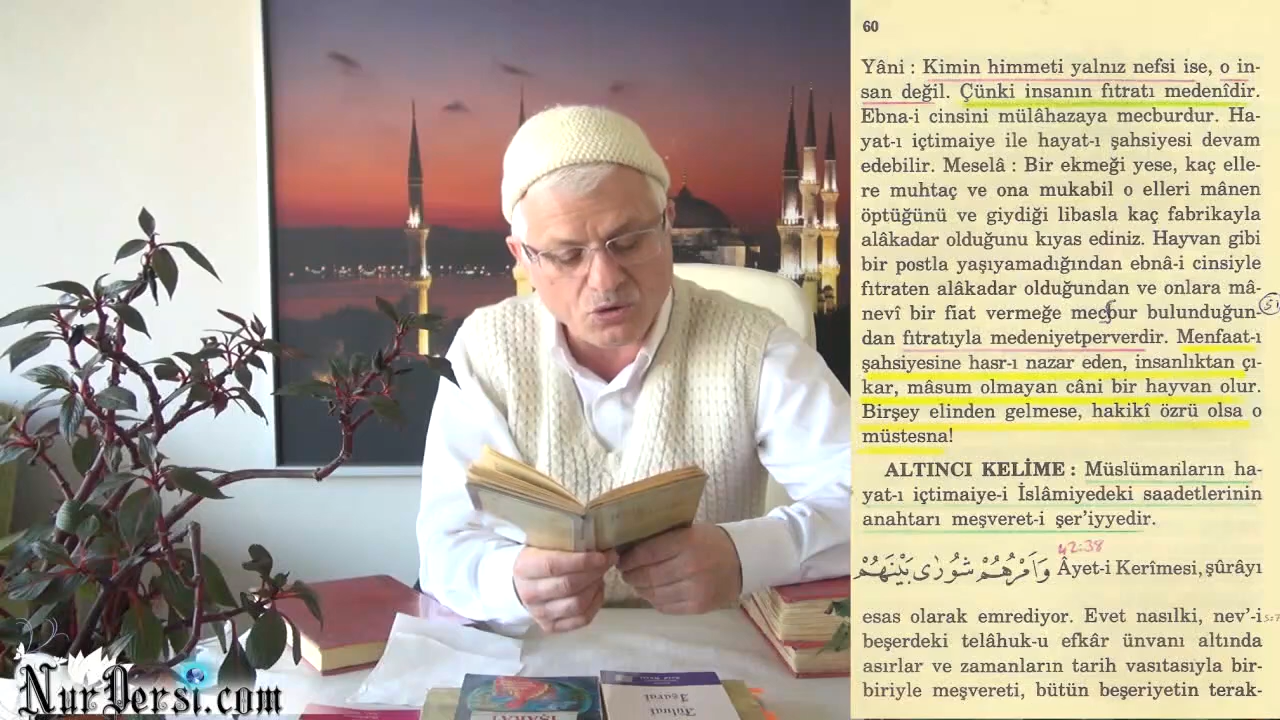 60
Yâni : Kimin himmeti yalnız nefsi ise, o in-
san değil. Çünki insanın fıtratı medenîdir.
Ebna-i cinsini mülâhazaya mecburdur. Ha-
yat-ı içtimaiye ile hayat-ı şahsiyesi devam
edebilir. Meselâ : Bir ekmeği yese, kaç elle-
re muhtaç ve ona mukabil o elleri mânen
öptüğünü ve giydiği libasla kaç fabrikayla
alâkadar olduğunu kıyas ediniz. Hayvan gibi
bir postla yaşıyamadığından ebnâ-i cinsiyle
fıtraten alâkadar olduğundan ve onlara mâ-
nevî bir fiat vermeğe mecbur bulunduğun-
dan fıtratıyla medeniyetperverdir. Menfaat-ı
şahsiyesine hasr-ı nazar eden, insanlıktan çı-
kar, mâsum olmayan câni bir hayvan olur.
Birşey elinden gelmese, hakikî özrü olsa o
müstesna!
ALTINCI KELİME : Müslümanların ha-
yat-ı içtimaiye-i İslâmiyedeki saadetlerinin
anahtarı meşveret-i şer'iyyedir.
42:38
وَاَمْرُهُمْ شُورٰى بَيْنَهُمْ Âyet-i Kerîmesi, şûrâyı
esas olarak emrediyor. Evet nasılki, nev'-i
beşerdeki telâhuk-u efkâr ünvanı altında
asırlar ve zamanların tarih vasıtasıyla bir-
biriyle meşvereti, bütün beşeriyetin terak-
NurDersi.com